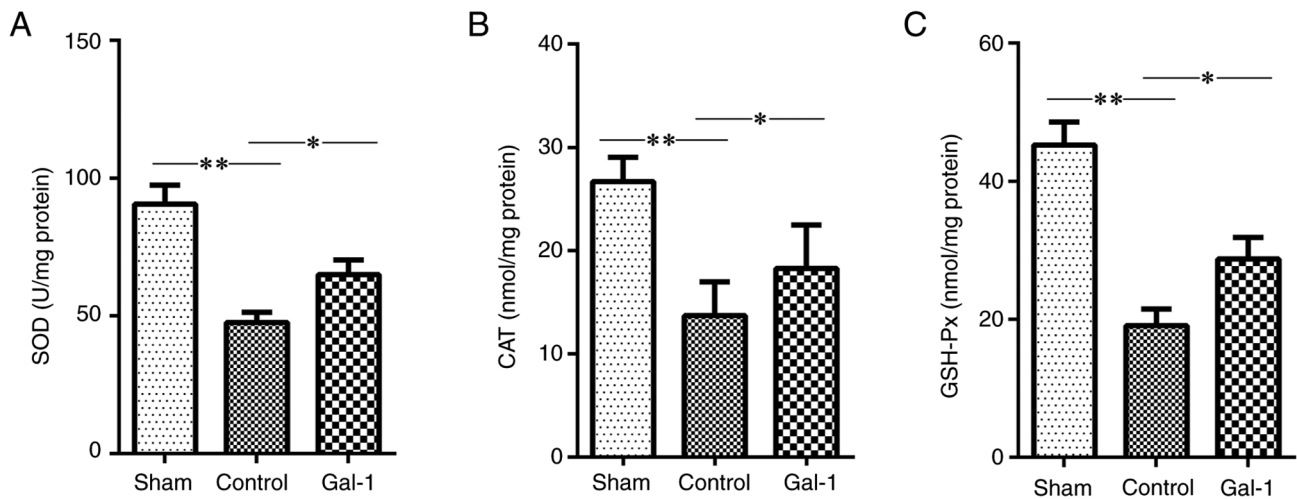 A
SOD (U/mg protein)
150
100
50
0
**
*
Sham
Control
Gal-1
B
CAT (nmol/mg protein)
40
30
20
10
0
**
*
Sham
Control
Gal-1
C
GSH-Px (nmol/mg protein)
60
40
20
0
**
*
Sham
Control
Gal-1